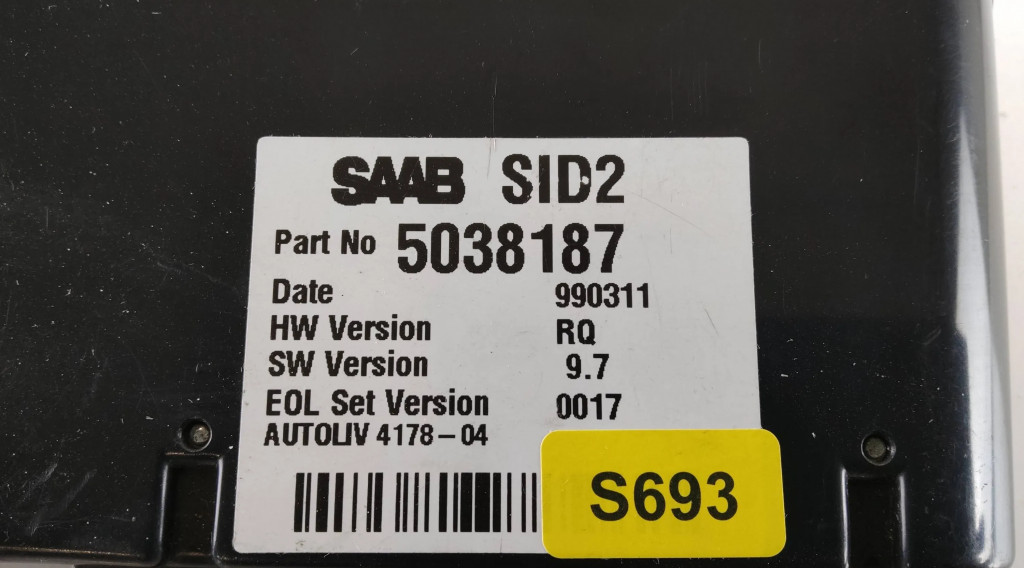 SAAB SID2
Part No 5038187
Date 990311
HW Version RQ
SW Version 9.7
EOL Set Version 0017
AUTOLIV 4178-04
S693